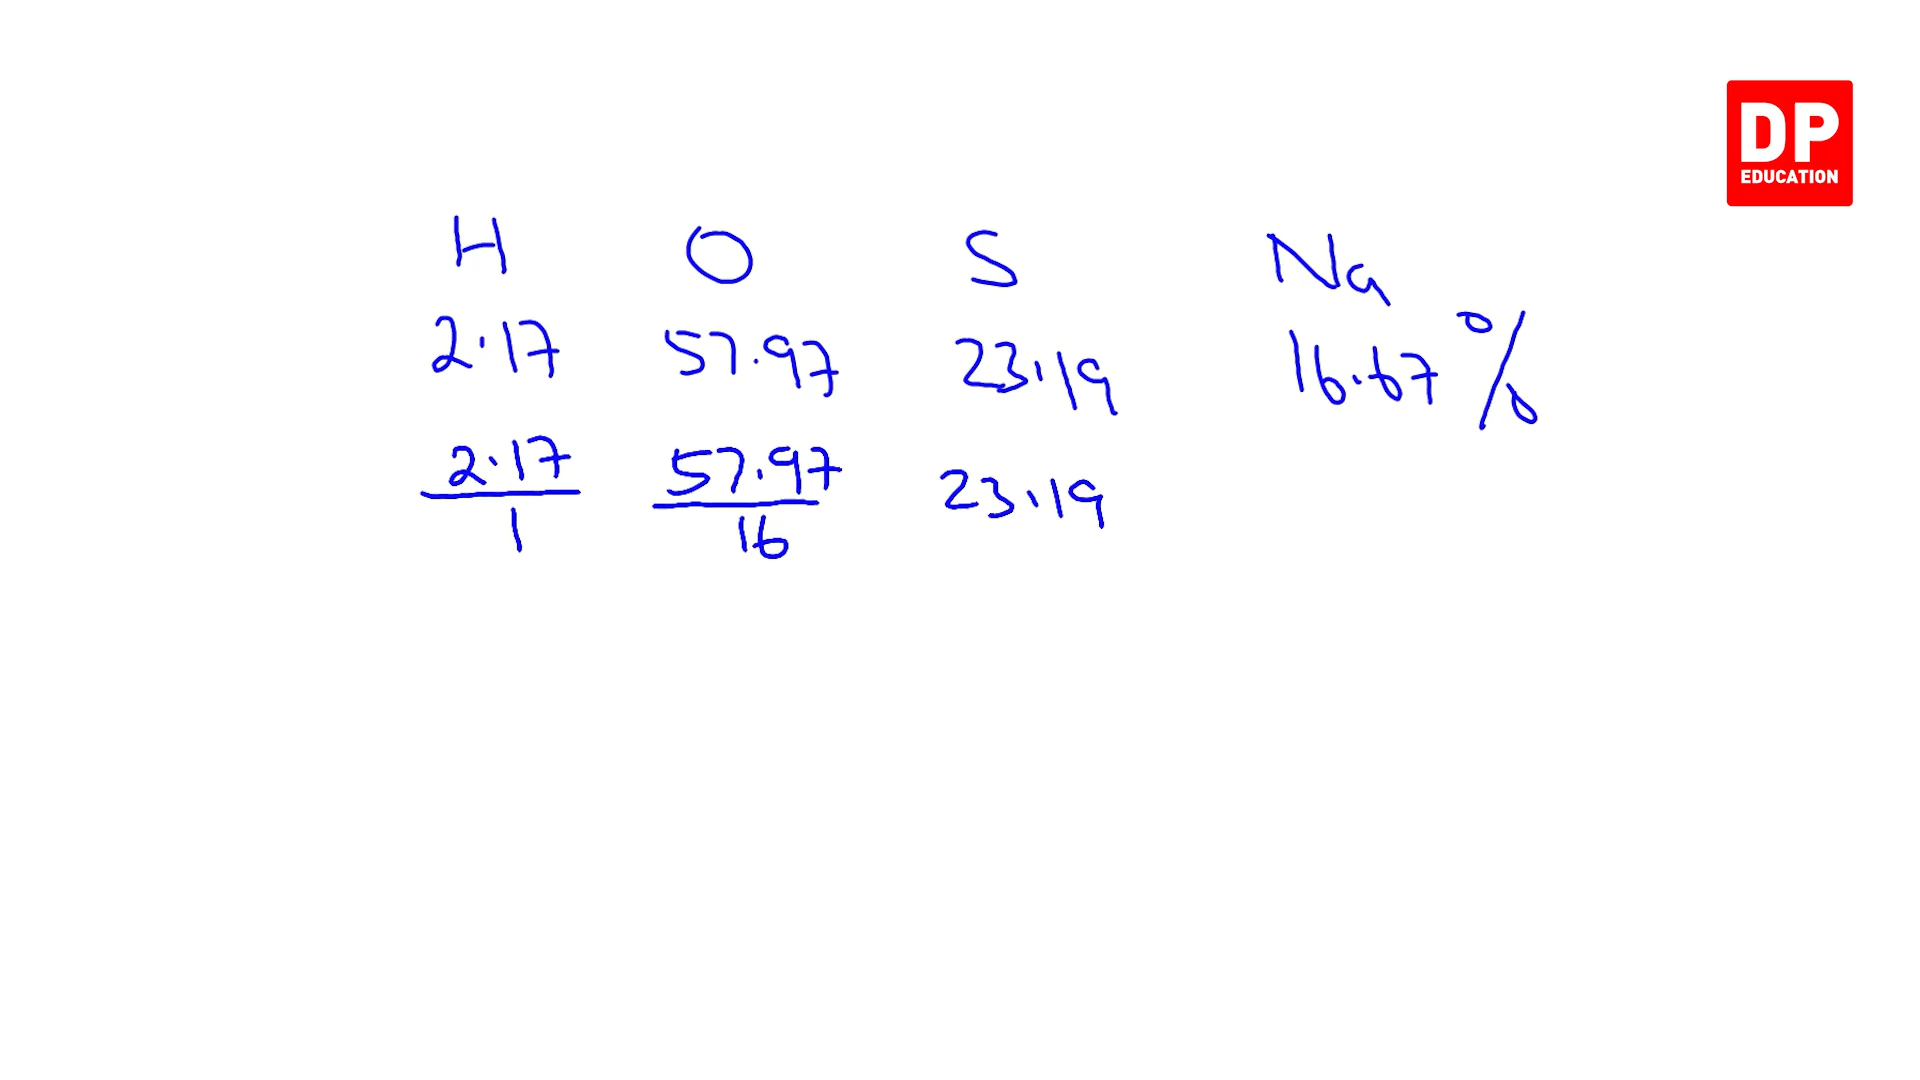 DP
EDUCATION
H O S Na
2.17 57.97 23.19 16.67 %
2.17 57.97 23.19
1 16